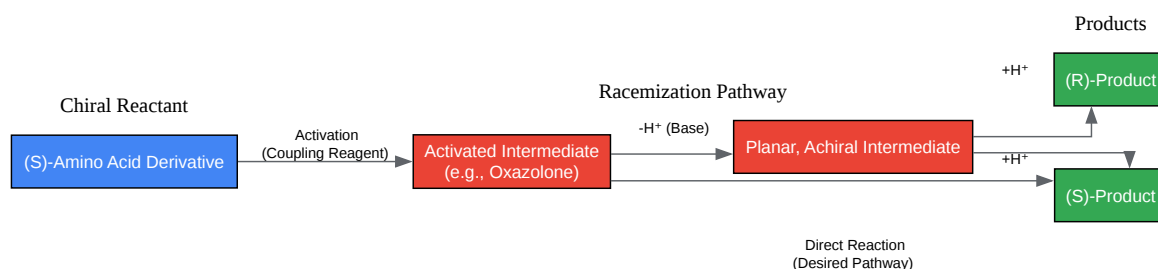 Products
+H⁺
(R)-Product
Chiral Reactant
Racemization Pathway
Activation
(Coupling Reagent)
-H⁺ (Base)
(S)-Amino Acid Derivative
Activated Intermediate
(e.g., Oxazolone)
Planar, Achiral Intermediate
+H⁺
(S)-Product
Direct Reaction
(Desired Pathway)